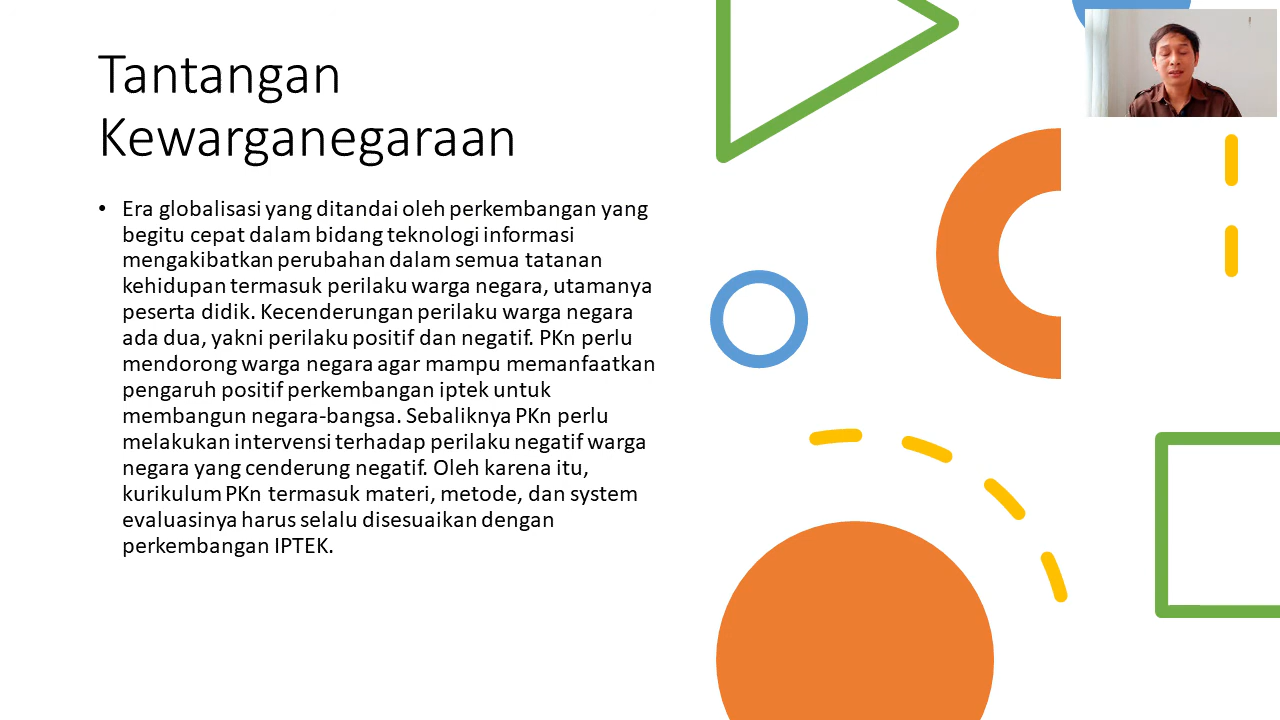 Tantangan
Kewarganegaraan
• Era globalisasi yang ditandai oleh perkembangan yang
begitu cepat dalam bidang teknologi informasi
mengakibatkan perubahan dalam semua tatanan
kehidupan termasuk perilaku warga negara, utamanya
peserta didik. Kecenderungan perilaku warga negara
ada dua, yakni perilaku positif dan negatif. PKn perlu
mendorong warga negara agar mampu memanfaatkan
pengaruh positif perkembangan iptek untuk
membangun negara-bangsa. Sebaliknya PKn perlu
melakukan intervensi terhadap perilaku negatif warga
negara yang cenderung negatif. Oleh karena itu,
kurikulum PKn termasuk materi, metode, dan system
evaluasinya harus selalu disesuaikan dengan
perkembangan IPTEK.